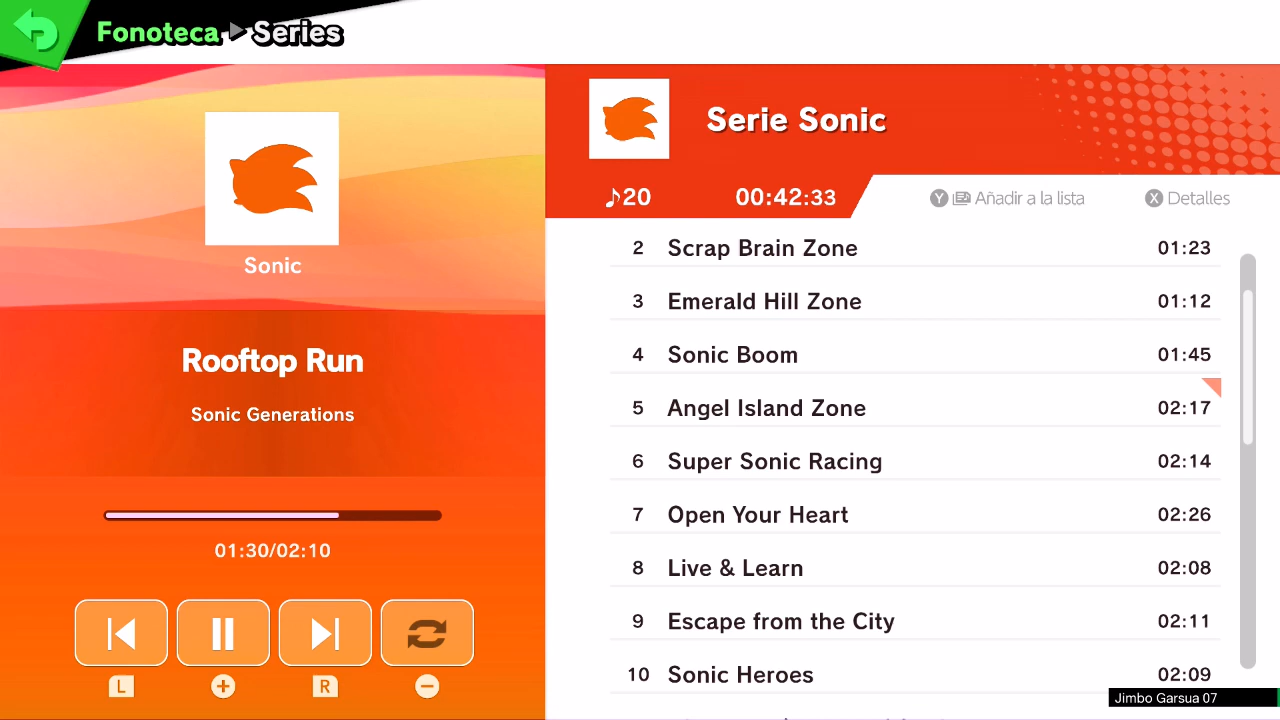 Fonoteca ▶ Series
Sonic
Rooftop Run
Sonic Generations
01:30/02:10
L
+
R
−
Serie Sonic
♪20 00:42:33
Y Añadir a la lista X Detalles
2 Scrap Brain Zone 01:23
3 Emerald Hill Zone 01:12
4 Sonic Boom 01:45
5 Angel Island Zone 02:17
6 Super Sonic Racing 02:14
7 Open Your Heart 02:26
8 Live & Learn 02:08
9 Escape from the City 02:11
10 Sonic Heroes 02:09
Jimbo Garsua 07